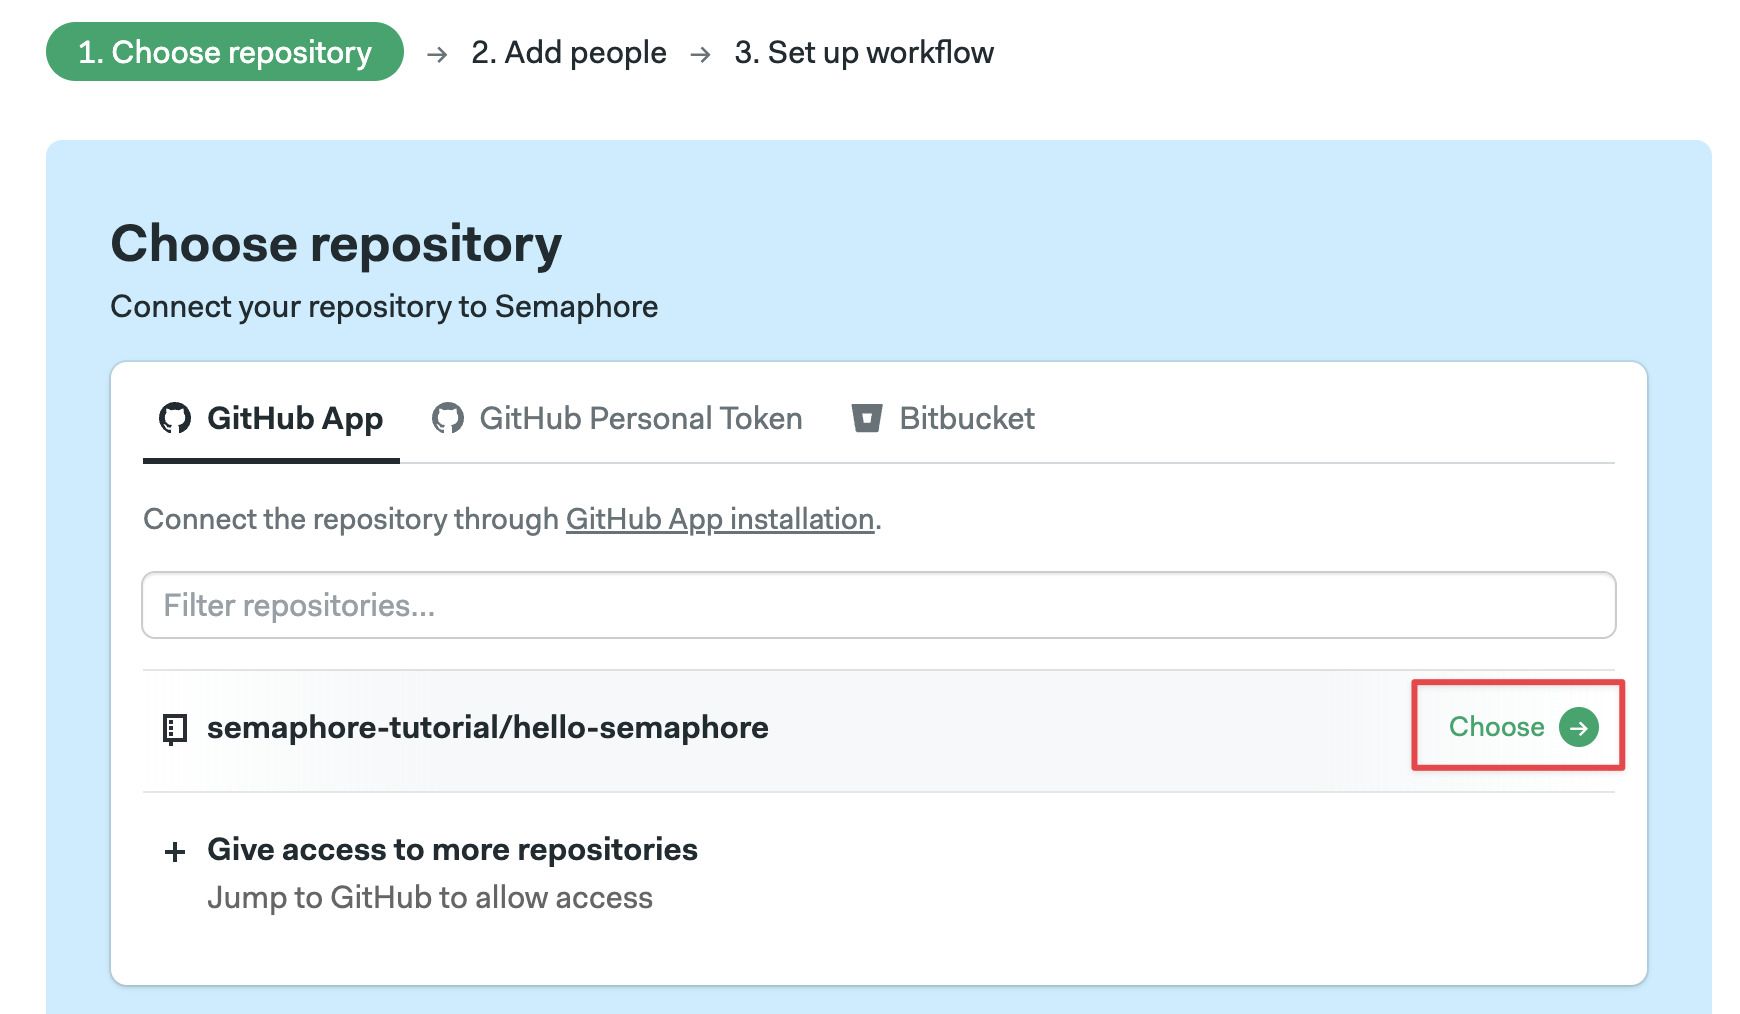 1. Choose repository → 2. Add people → 3. Set up workflow
Choose repository
Connect your repository to Semaphore
GitHub App GitHub Personal Token Bitbucket
Connect the repository through GitHub App installation.
Filter repositories...
semaphore-tutorial/hello-semaphore Choose →
+ Give access to more repositories
Jump to GitHub to allow access